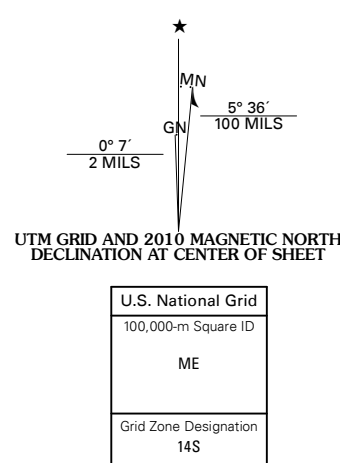 ★
MN
GN
5° 36´
100 MILS
0° 7´
2 MILS
UTM GRID AND 2010 MAGNETIC NORTH
DECLINATION AT CENTER OF SHEET
U.S. National Grid
100,000-m Square ID
ME
Grid Zone Designation
14S